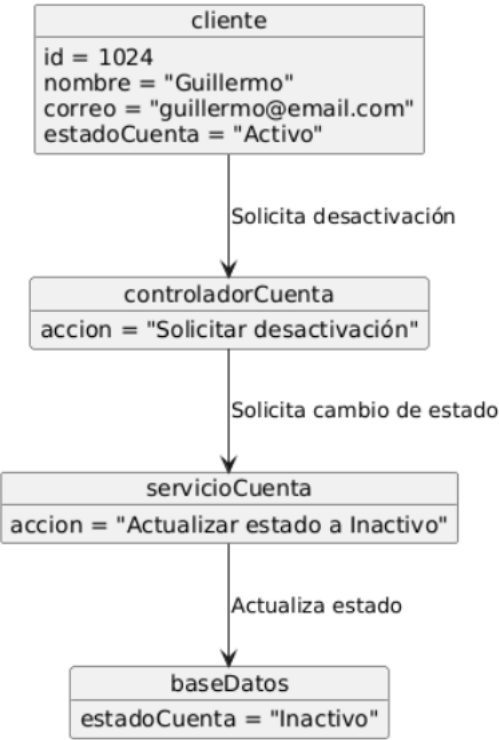 cliente
id = 1024
nombre = "Guillermo"
correo = "guillermo@email.com"
estadoCuenta = "Activo"
Solicita desactivación
controladorCuenta
accion = "Solicitar desactivación"
Solicita cambio de estado
servicioCuenta
accion = "Actualizar estado a Inactivo"
Actualiza estado
baseDatos
estadoCuenta = "Inactivo"